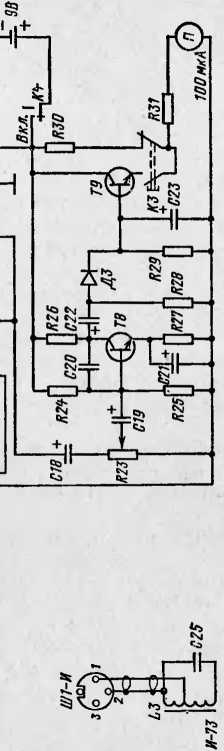 − +
9В
Вкл.
К4
R24
R26
R30
С20
+
С22
Д3
Т9
С18
+
Т8
К3
R31
С19
+
П
100 мкА
R23
R25
С21
+
R27
R28
R29
+
С23
Ш1-И
1
2
3
L3
С25